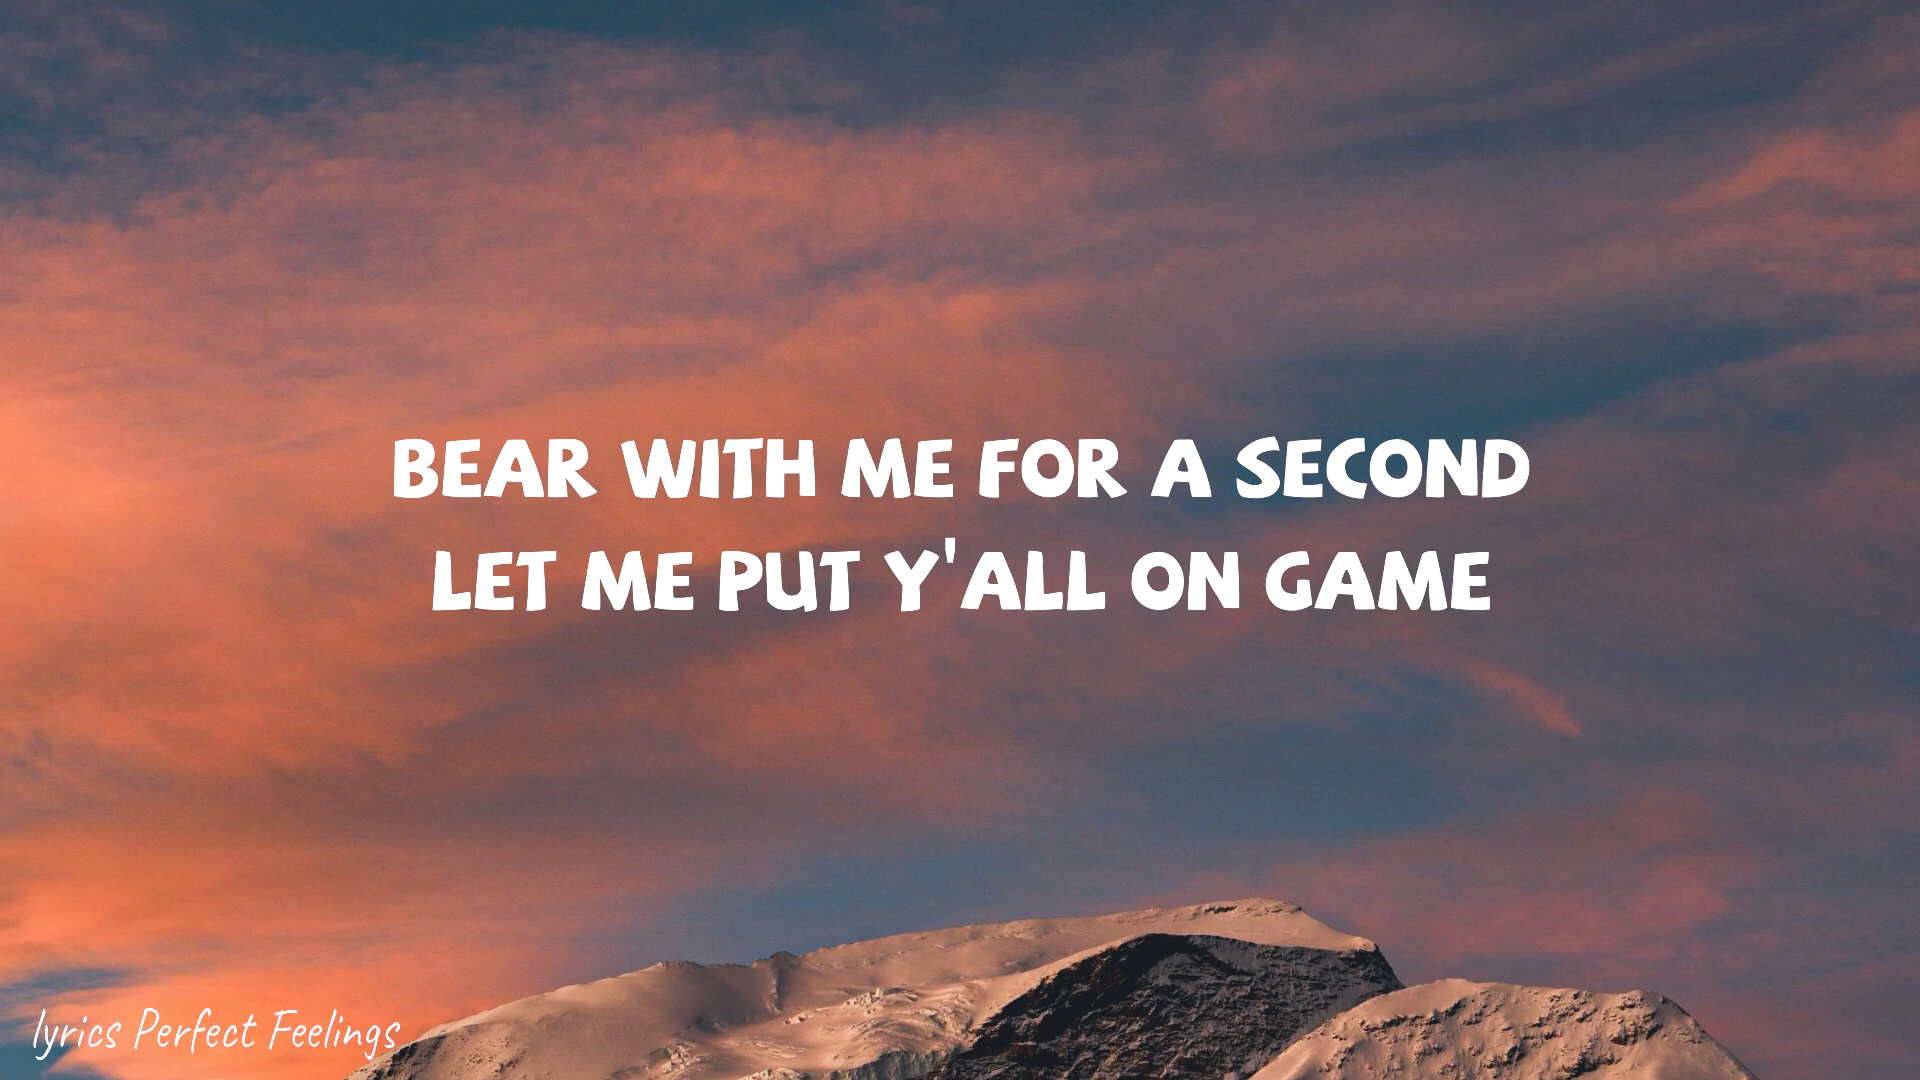 BEAR WITH ME FOR A SECOND
LET ME PUT Y'ALL ON GAME
lyrics Perfect Feelings